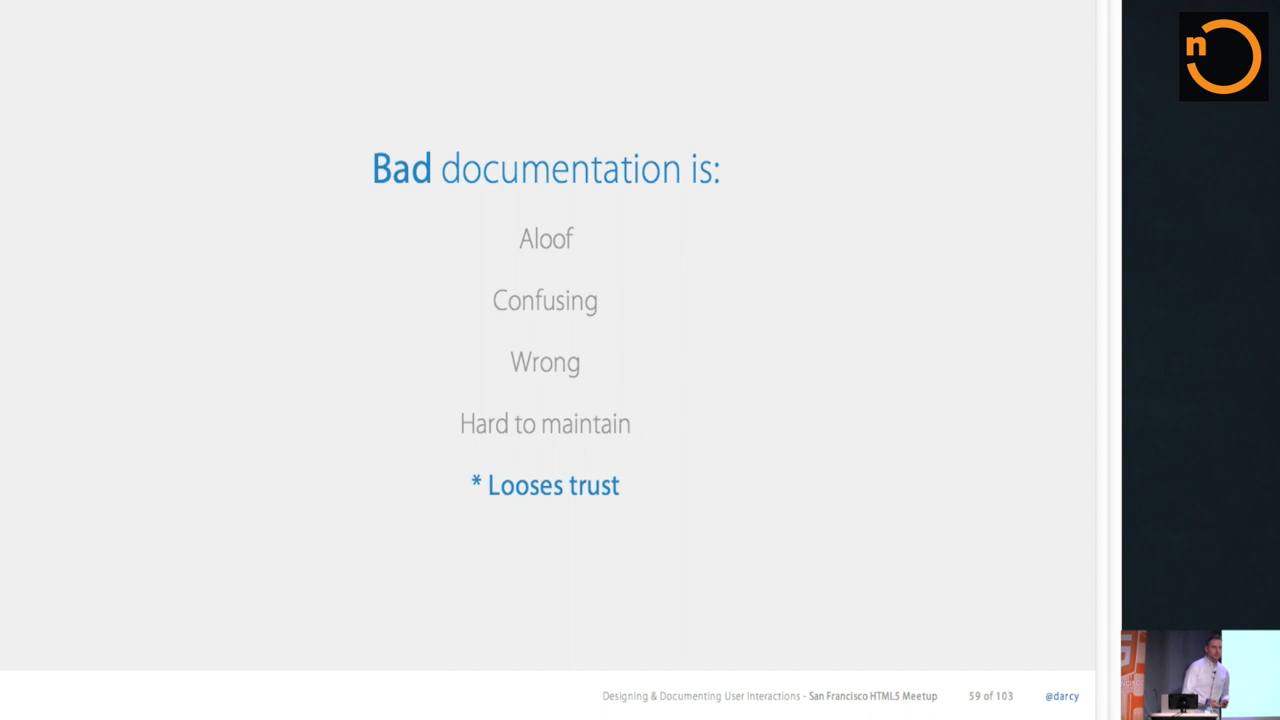 n
Bad documentation is:
Aloof
Confusing
Wrong
Hard to maintain
* Looses trust
Designing & Documenting User Interactions - San Francisco HTML5 Meetup 59 of 103 @darcy